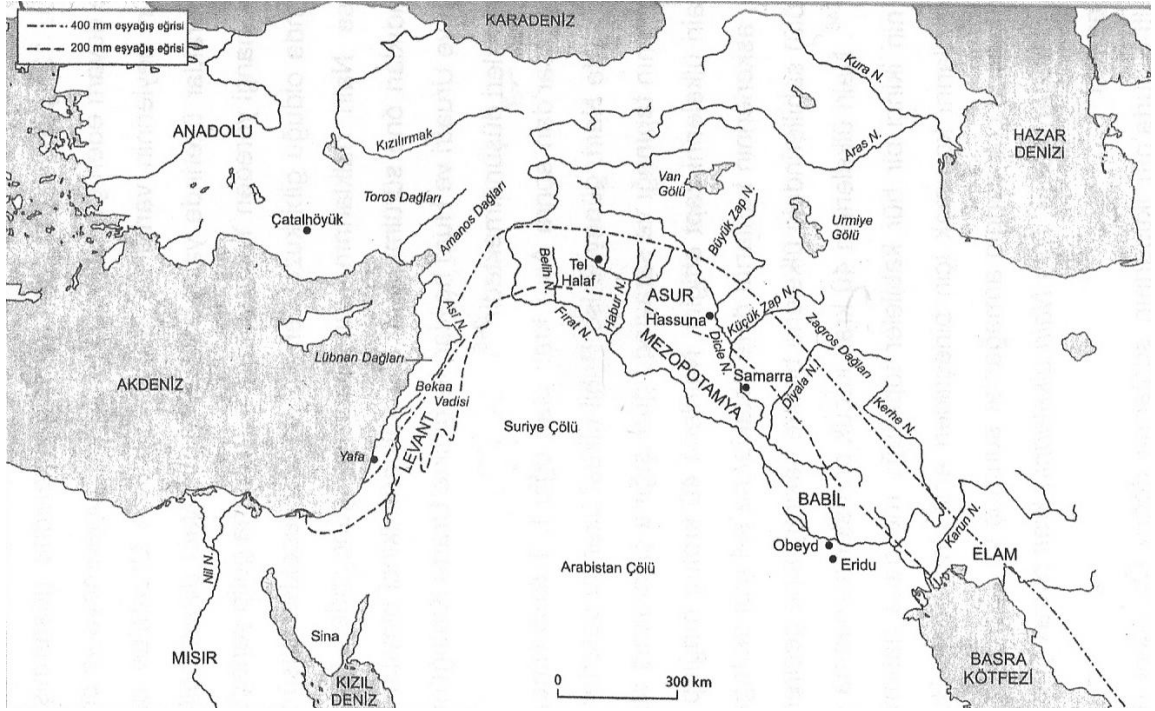 400 mm eşyağış eğrisi
200 mm eşyağış eğrisi
KARADENİZ
Kura N.
ANADOLU
Kızılırmak
Aras N.
HAZAR
DENİZI
Van
Gölü
Toros Dağları
Çatalhöyük
Amanos Dağları
Büyük Zap N.
Urmiye
Gölü
Belih N.
Tel
Halaf
Habur N.
ASUR
Hassuna
Küçük Zap N.
Zagros Dağları
Asi N.
Fırat N.
Dicle N.
MEZOPOTAMYA
Samarra
Diyala N.
Kerhe N.
Lübnan Dağları
AKDENİZ
Bekaa
Vadisi
LEVANT
Suriye Çölü
Yafa
BABİL
Obeyd
Eridu
Karun N.
ELAM
Arabistan Çölü
Nil N.
Sina
MISIR
KIZIL
DENİZ
0
300 km
BASRA
KÖTFEZİ